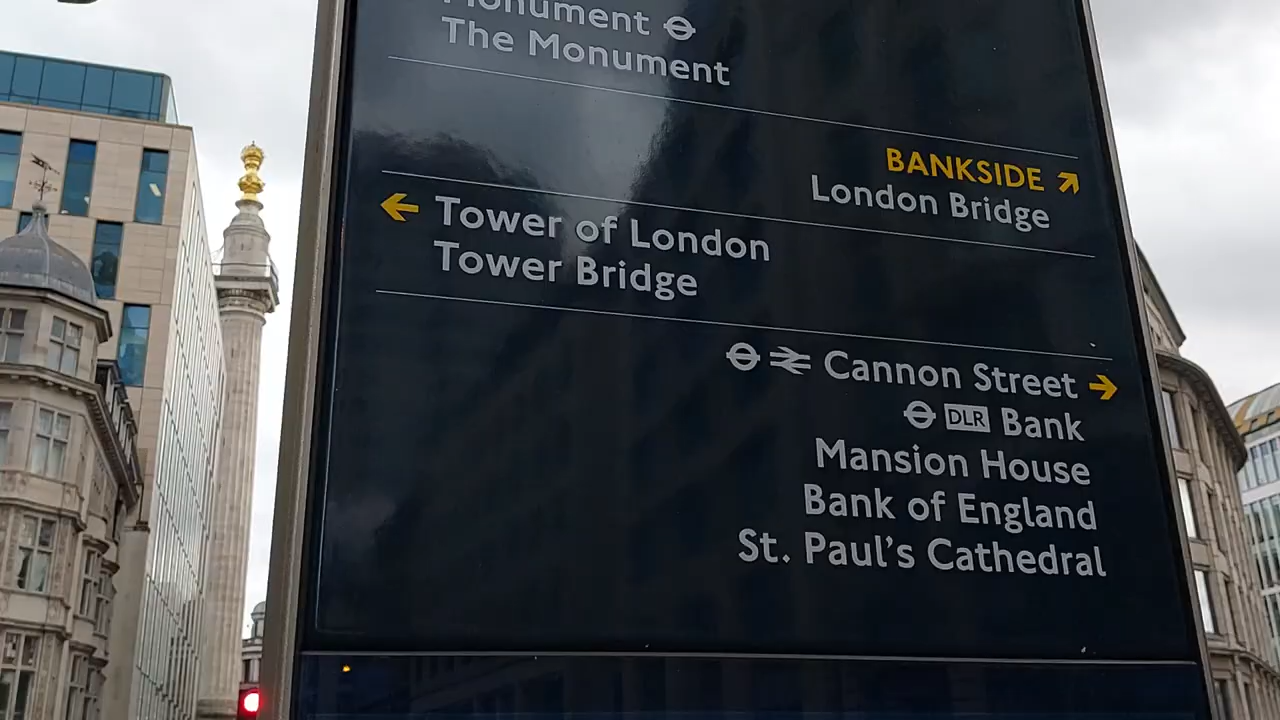 Monument
The Monument
BANKSIDE
London Bridge
Tower of London
Tower Bridge
Cannon Street
DLR Bank
Mansion House
Bank of England
St. Paul's Cathedral